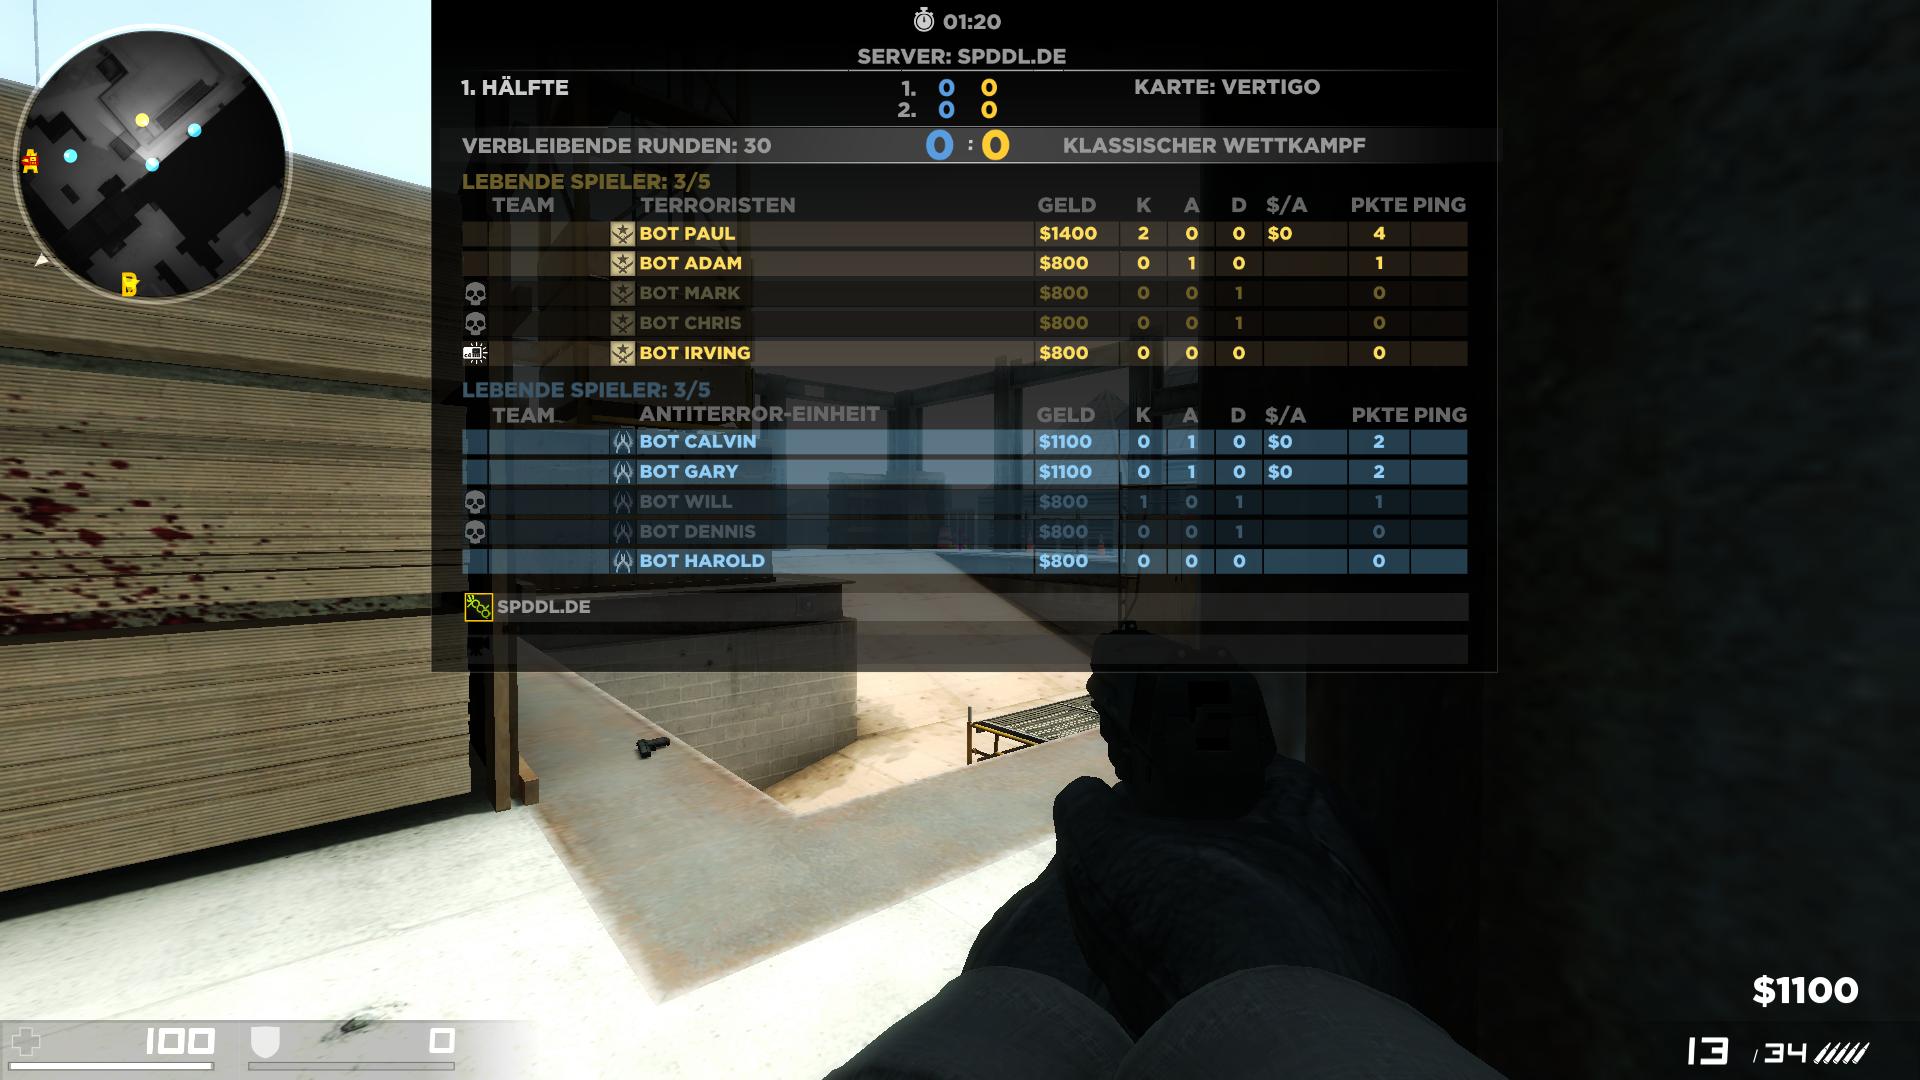 01:20
SERVER: SPDDL.DE
1. HÄLFTE 1. 0 0 KARTE: VERTIGO
2. 0 0
VERBLEIBENDE RUNDEN: 30 0 : 0 KLASSISCHER WETTKAMPF
LEBENDE SPIELER: 3/5
TEAM TERRORISTEN GELD K A D $/A PKTE PING
BOT PAUL $1400 2 0 0 $0 4
BOT ADAM $800 0 1 0 1
BOT MARK $800 0 0 1 0
BOT CHRIS $800 0 0 1 0
BOT IRVING $800 0 0 0 0
LEBENDE SPIELER: 3/5
TEAM ANTITERROR-EINHEIT GELD K A D $/A PKTE PING
BOT CALVIN $1100 0 1 0 $0 2
BOT GARY $1100 0 1 0 $0 2
BOT WILL $800 1 0 1 1
BOT DENNIS $800 0 0 1 0
BOT HAROLD $800 0 0 0 0
SPDDL.DE
A
B
$1100
100 0 13 / 34